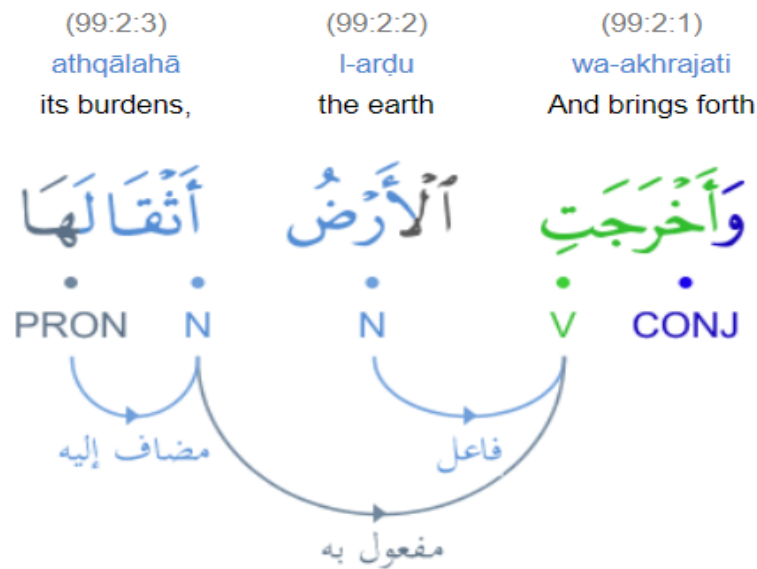 (99:2:3) (99:2:2) (99:2:1)
athqālahā l-arḍu wa-akhrajati
its burdens, the earth And brings forth
وَأَخْرَجَتِ ٱلْأَرْضُ أَثْقَالَهَا
PRON N N V CONJ
مضاف إليه فاعل
مفعول به